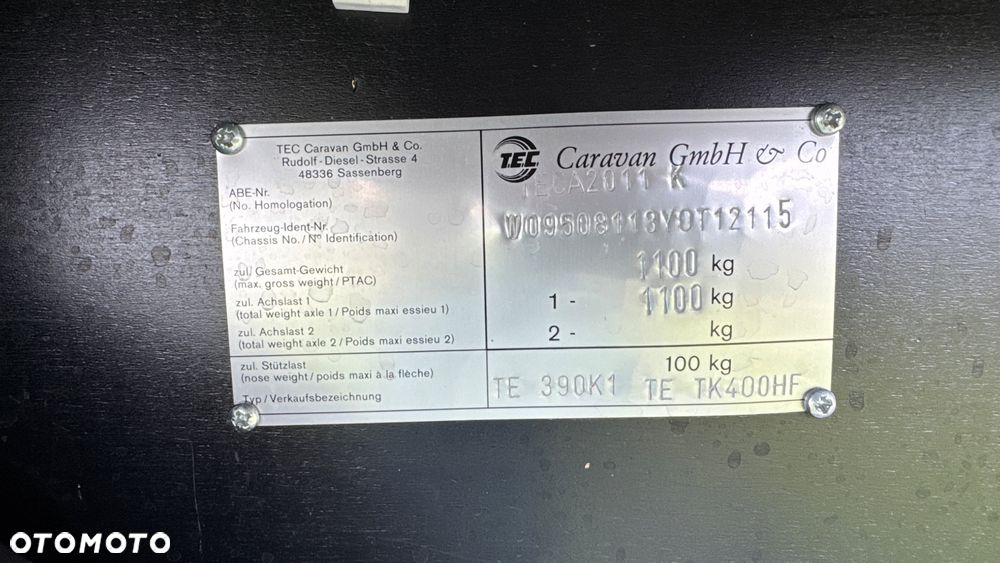 TEC Caravan GmbH & Co.
Rudolf-Diesel-Strasse 4
48336 Sassenberg
T.E.C. Caravan GmbH & Co
ABE-Nr.
(No. Homologation)
TECA2011 K
Fahrzeug-Ident-Nr.
(Chassis No./Nº Identification)
W09508113Y0T12115
zul. Gesamt-Gewicht
(max. gross weight/PTAC)
1100 kg
zul. Achslast 1
(total weight axle 1/Poids maxi essieu 1)
1- 1100 kg
zul. Achslast 2
(total weight axle 2/Poids maxi essieu 2)
2- kg
zul. Stützlast
(nose weight/poids maxi à la flèche)
100 kg
Typ/Verkaufsbezeichnung
TE 390K1 TE TK400HF
OTOMOTO